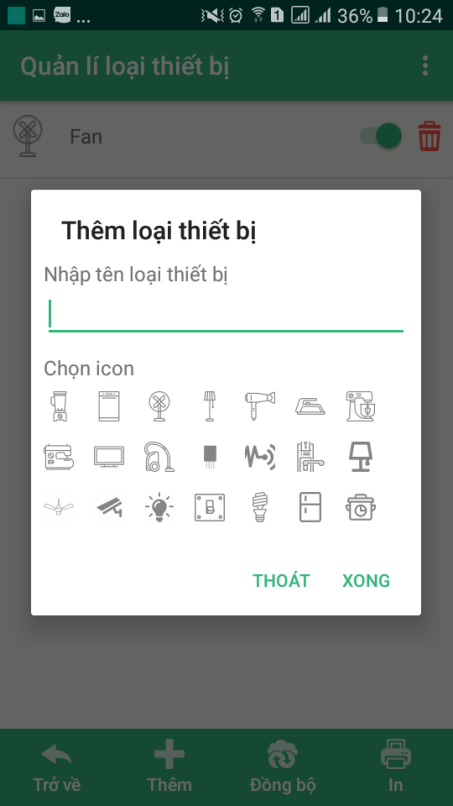 Zalo ... 1 36% 10:24
Quản lí loại thiết bị
Fan
Thêm loại thiết bị
Nhập tên loại thiết bị
Chọn icon
THOÁT XONG
Trở về Thêm Đồng bộ In